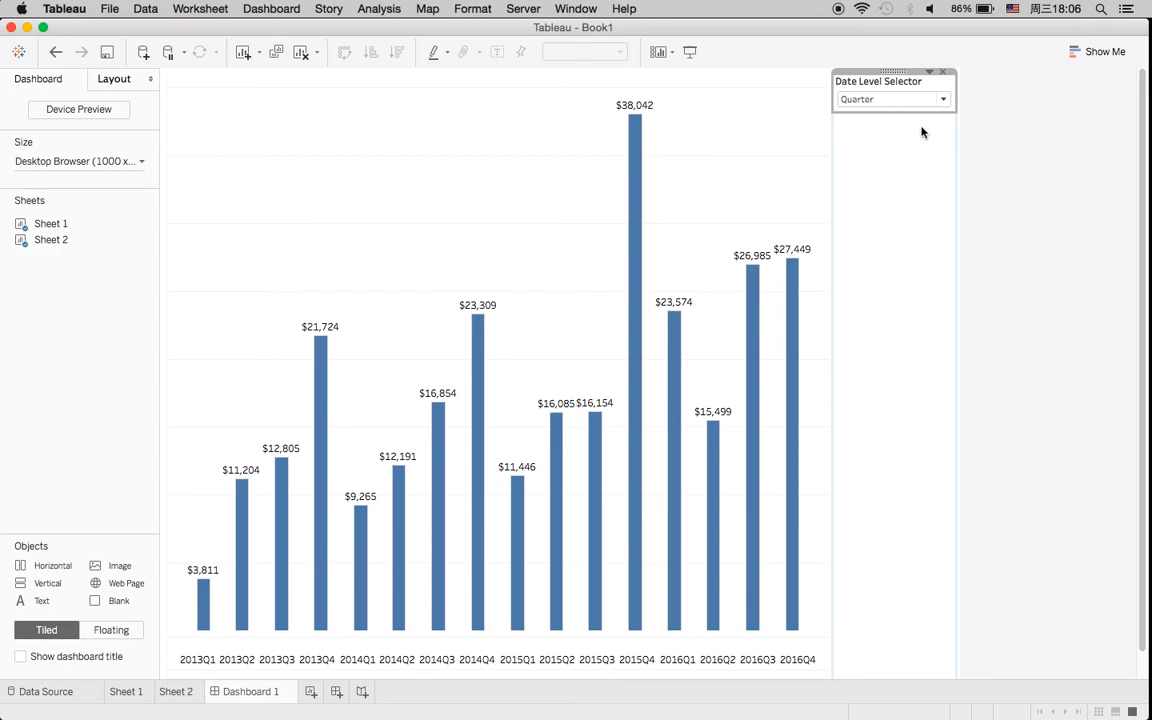 Tableau File Data Worksheet Dashboard Story Analysis Map Format Server Window Help 86% 周三18:06
Tableau - Book1
Show Me
Dashboard Layout
Device Preview
Size
Desktop Browser (1000 x...
Sheets
Sheet 1
Sheet 2
Objects
Horizontal Image
Vertical Web Page
A Text Blank
Tiled Floating
Show dashboard title
Date Level Selector
Quarter
$38,042
$27,449
$26,985
$23,574
$23,309
$21,724
$16,854
$16,085 $16,154
$15,499
$12,805
$12,191
$11,204
$11,446
$9,265
$3,811
2013Q1 2013Q2 2013Q3 2013Q4 2014Q1 2014Q2 2014Q3 2014Q4 2015Q1 2015Q2 2015Q3 2015Q4 2016Q1 2016Q2 2016Q3 2016Q4
Data Source Sheet 1 Sheet 2 Dashboard 1